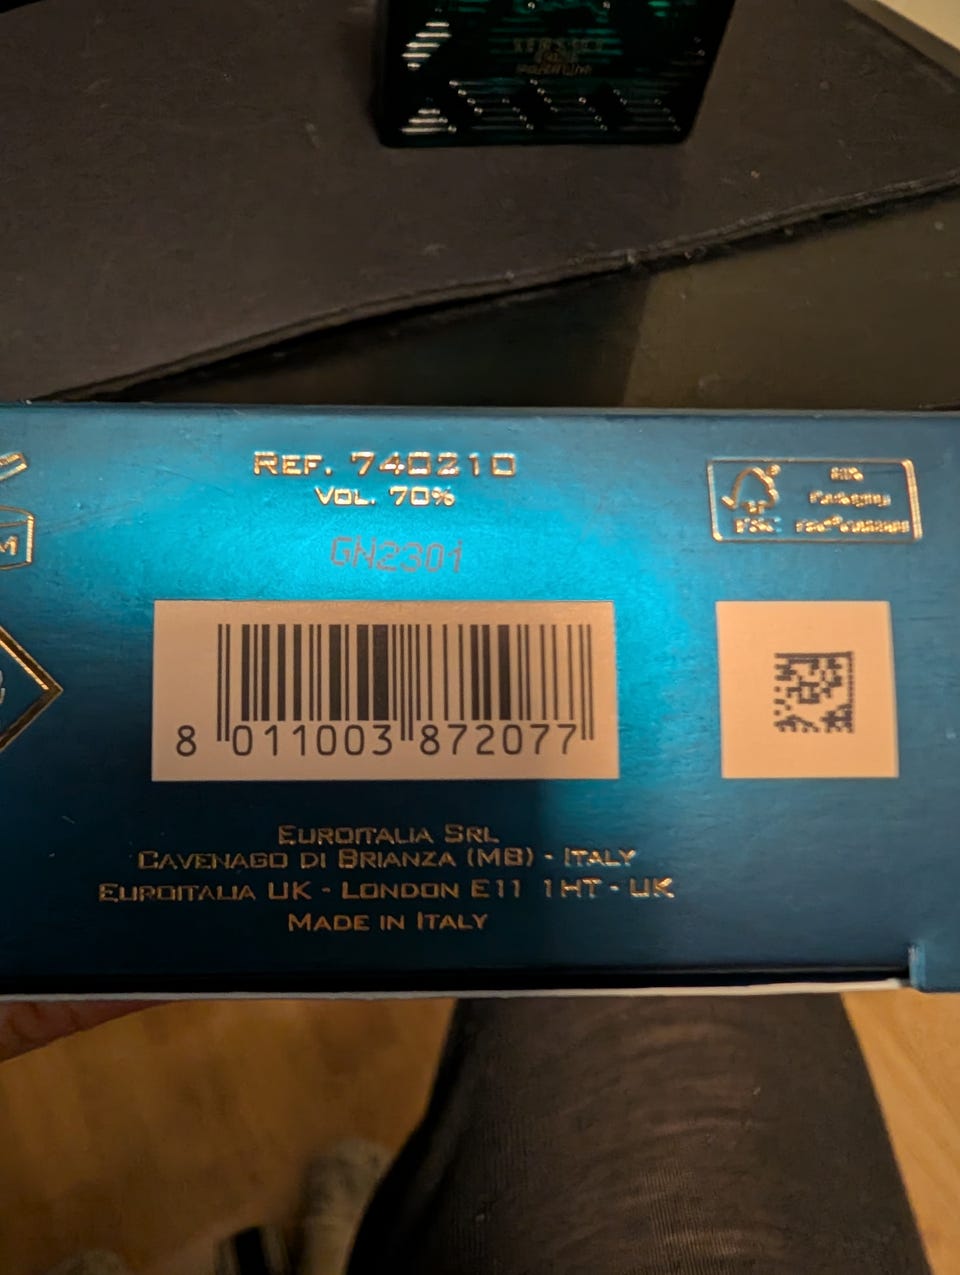 REF. 740210
VOL. 70%
GN2301
8 011003 872077
EUROITALIA SRL
CAVENAGO DI BRIANZA (MB) - ITALY
EUROITALIA UK - LONDON E11 1HT - UK
MADE IN ITALY
M
FSC